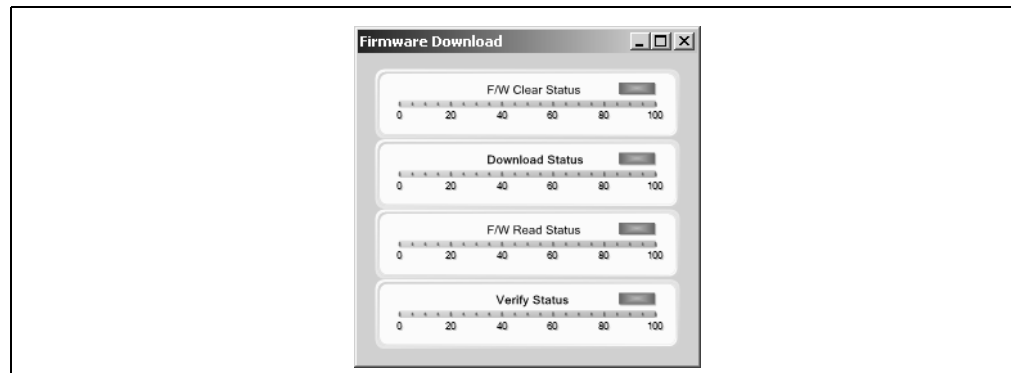 Firmware Download
F/W Clear Status
0 20 40 60 80 100
Download Status
0 20 40 60 80 100
F/W Read Status
0 20 40 60 80 100
Verify Status
0 20 40 60 80 100